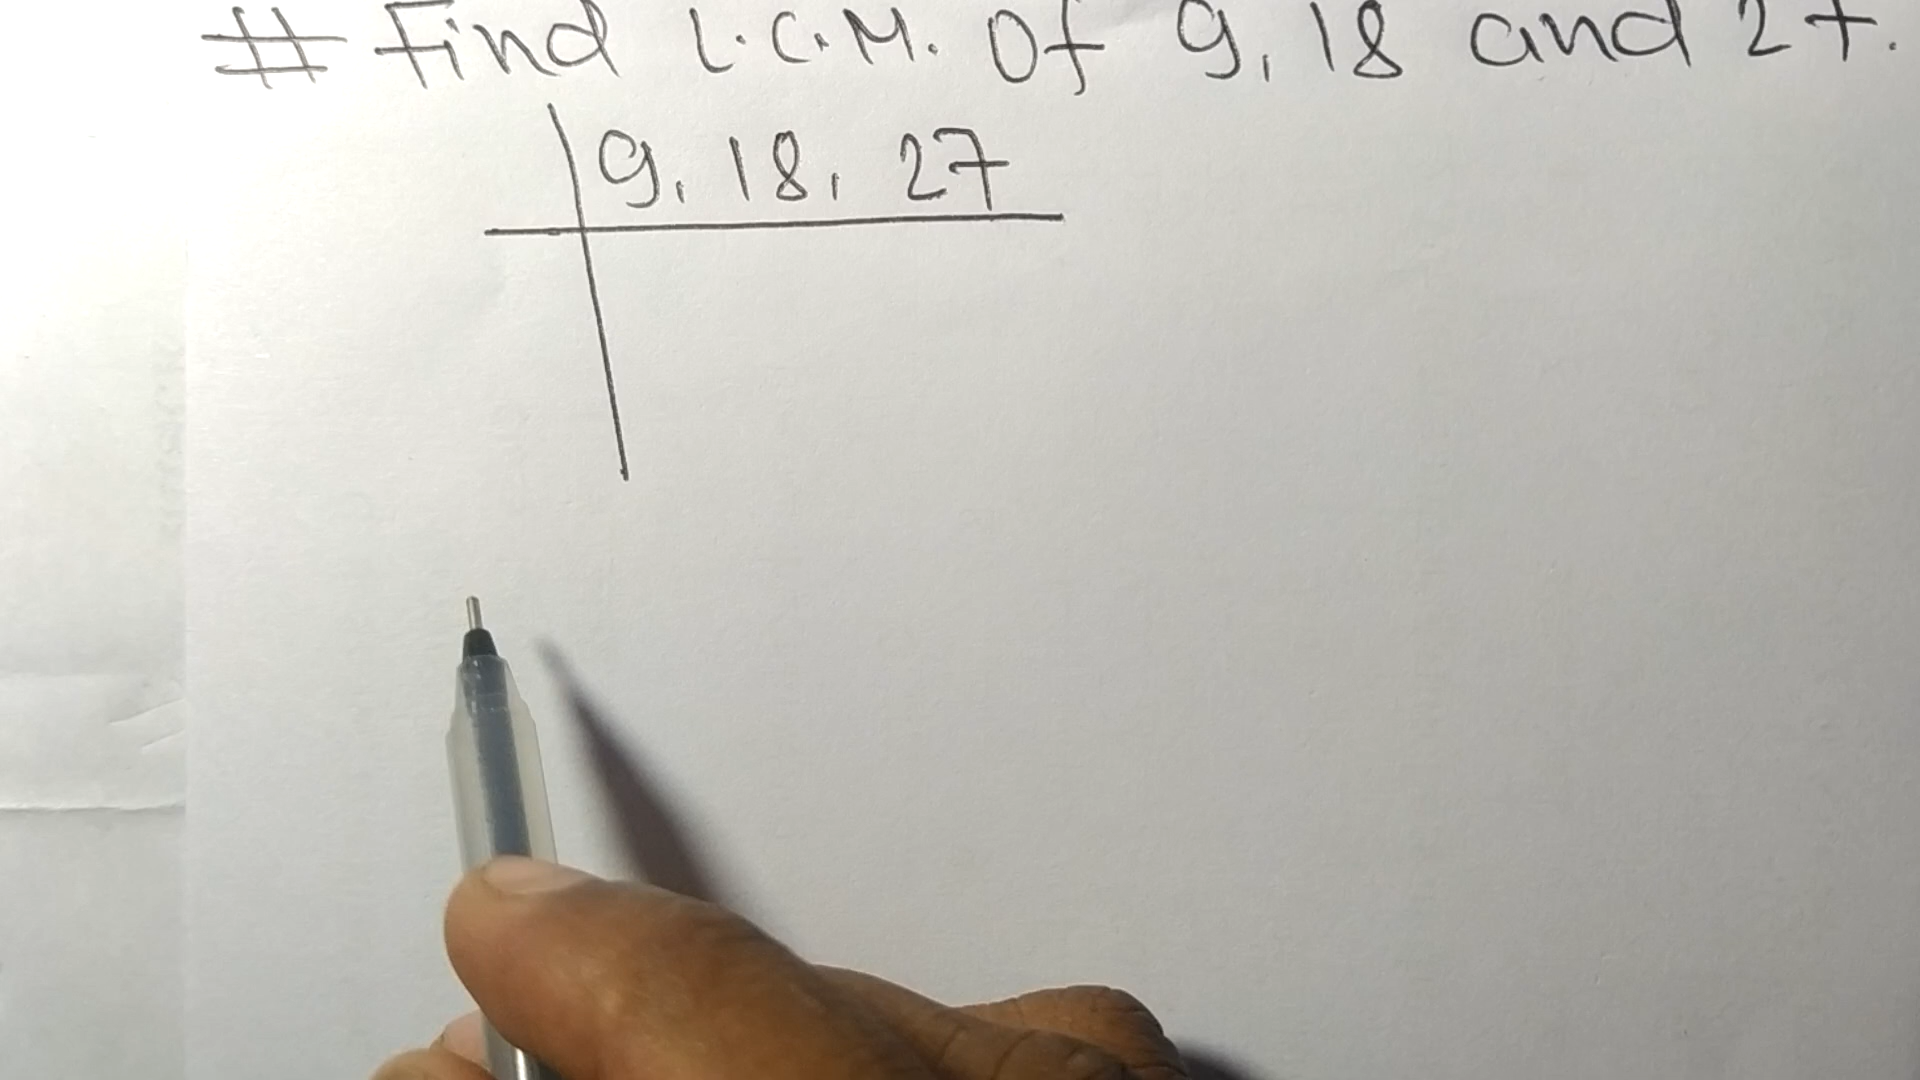 # Find L.C.M. Of 9, 18 and 27.
9, 18, 27